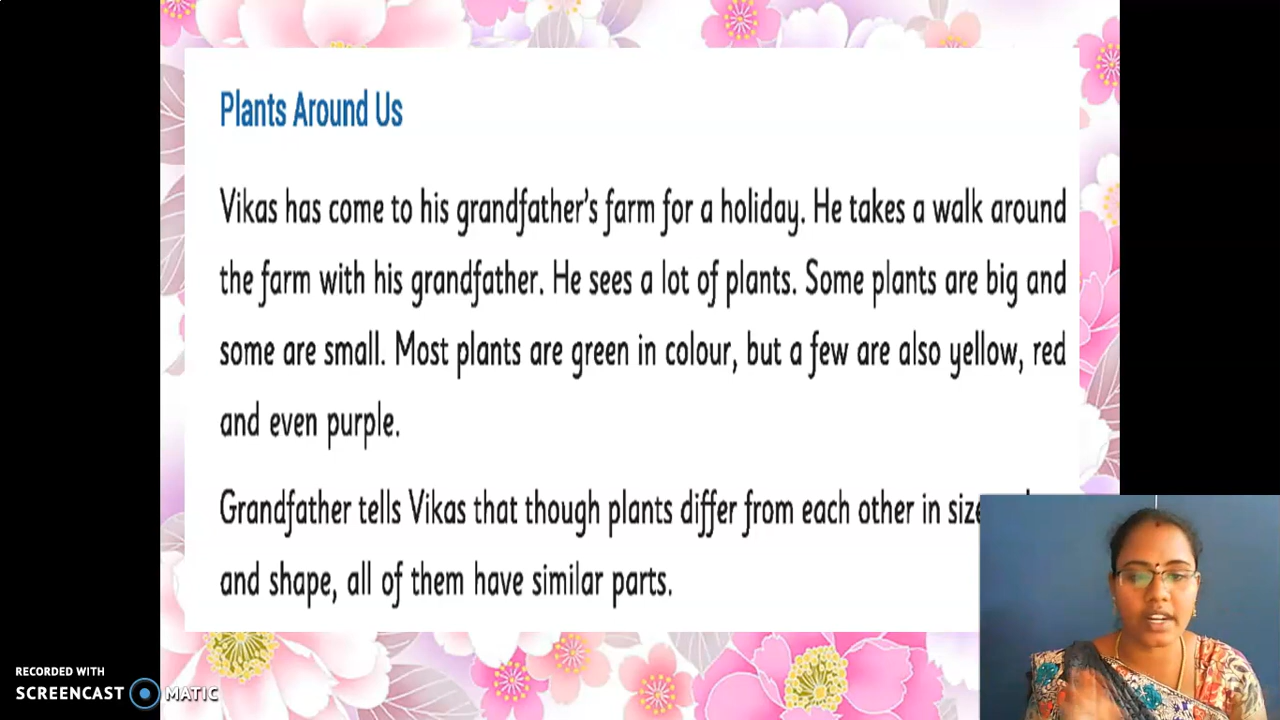 Plants Around Us
Vikas has come to his grandfather's farm for a holiday. He takes a walk around
the farm with his grandfather. He sees a lot of plants. Some plants are big and
some are small. Most plants are green in colour, but a few are also yellow, red
and even purple.
Grandfather tells Vikas that though plants differ from each other in
and shape, all of them have similar parts.
RECORDED WITH
SCREENCAST MATIC